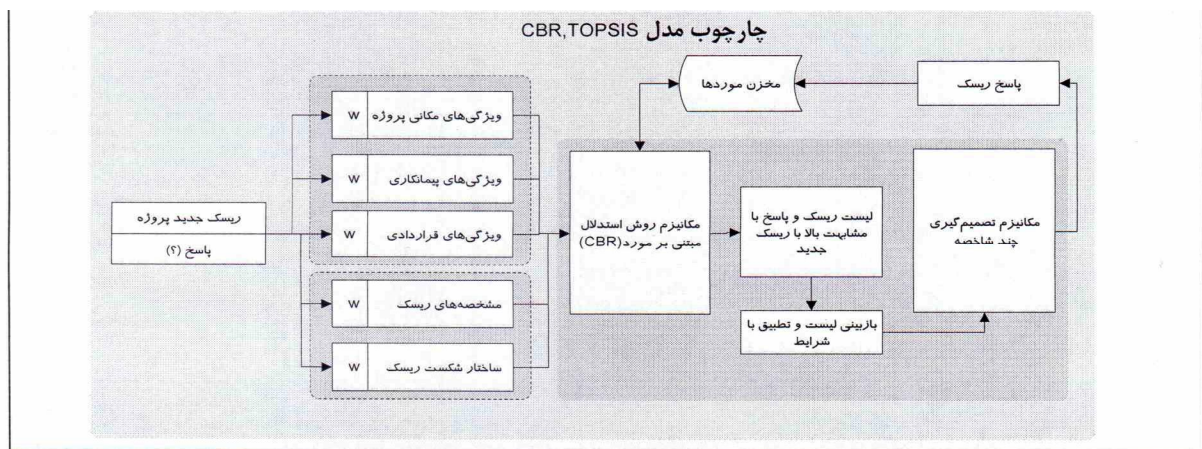 چارچوب مدل CBR,TOPSIS
مخزن موردها
پاسخ ریسک
W
ویژگی‌های مکانی پروژه
W
ویژگی‌های پیمانکاری
W
ویژگی‌های قراردادی
ریسک جدید پروژه
پاسخ (؟)
W
مشخصه‌های ریسک
W
ساختار شکست ریسک
مکانیزم روش استدلال
مبتنی بر مورد(CBR)
لیست ریسک و پاسخ با
مشابهت بالا با ریسک
جدید
بازبینی لیست و تطبیق با
شرایط
مکانیزم تصمیم‌گیری
چند شاخصه